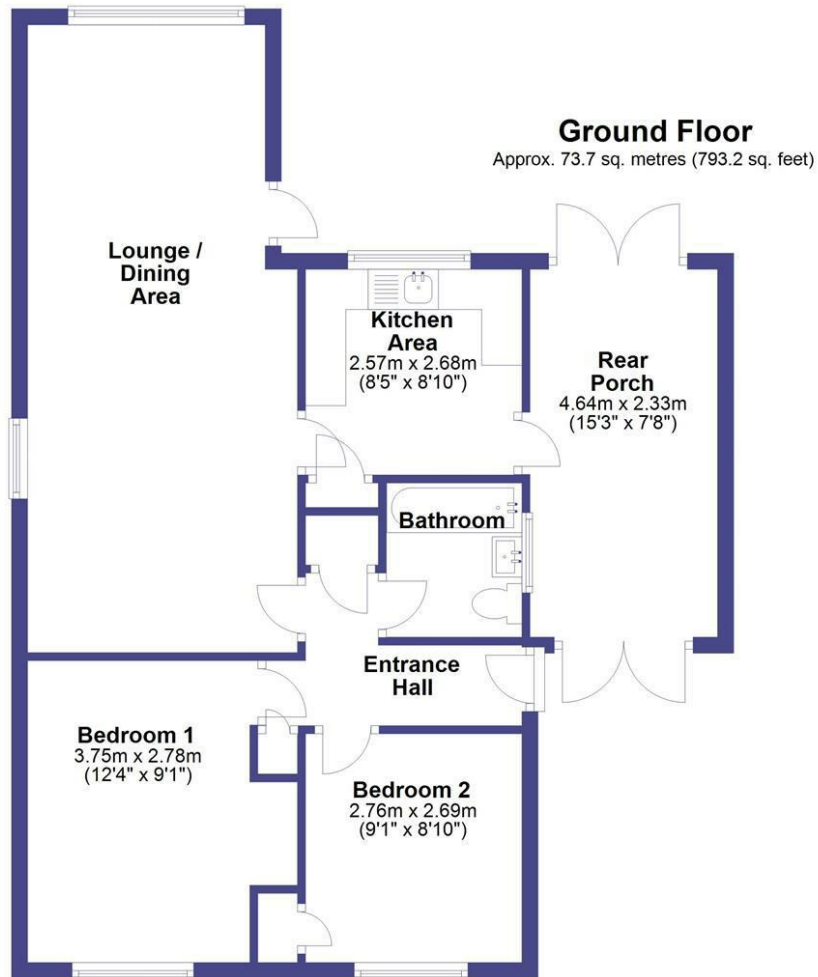 Ground Floor
Approx. 73.7 sq. metres (793.2 sq. feet)
Lounge /
Dining
Area
Kitchen
Area
2.57m x 2.68m
(8'5" x 8'10")
Rear
Porch
4.64m x 2.33m
(15'3" x 7'8")
Bathroom
Entrance
Hall
Bedroom 1
3.75m x 2.78m
(12'4" x 9'1")
Bedroom 2
2.76m x 2.69m
(9'1" x 8'10")